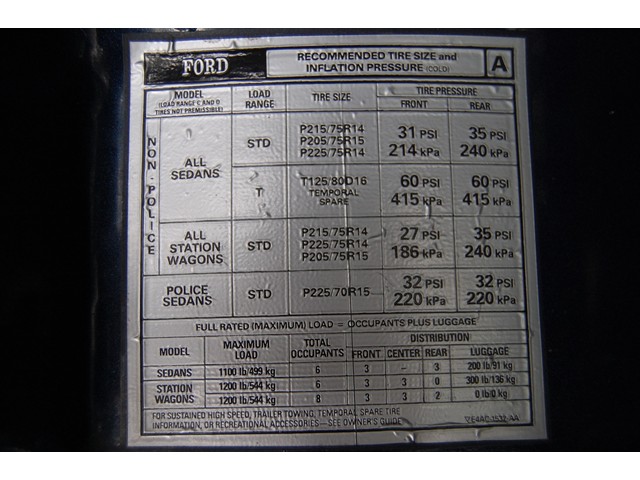 FORD
RECOMMENDED TIRE SIZE and
INFLATION PRESSURE (COLD)
A
MODEL
(LOAD RANGE C AND D
TIRES NOT PERMISSIBLE)
LOAD
RANGE
TIRE SIZE
TIRE PRESSURE
FRONT REAR
NON-POLICE
ALL
SEDANS
STD
P215/75R14
P205/75R15
P225/75R14
31 PSI
214 kPa
35 PSI
240 kPa
T
T125/80D16
TEMPORAL
SPARE
60 PSI
415 kPa
60 PSI
415 kPa
ALL
STATION
WAGONS
STD
P215/75R14
P225/75R14
P205/75R15
27 PSI
186 kPa
35 PSI
240 kPa
POLICE
SEDANS
STD
P225/70R15
32 PSI
220 kPa
32 PSI
220 kPa
FULL RATED (MAXIMUM) LOAD = OCCUPANTS PLUS LUGGAGE
MODEL
MAXIMUM
LOAD
TOTAL
OCCUPANTS
DISTRIBUTION
FRONT CENTER REAR LUGGAGE
SEDANS 1100 lb/499 kg 6 3 – 3 200 lb/91 kg
STATION
WAGONS
1200 lb/544 kg 6 3 3 0 300 lb/136 kg
1200 lb/544 kg 8 3 3 2 0 lb/0 kg
FOR SUSTAINED HIGH SPEED, TRAILER TOWING, TEMPORAL SPARE TIRE
INFORMATION, OR RECREATIONAL ACCESSORIES—SEE OWNER'S GUIDE